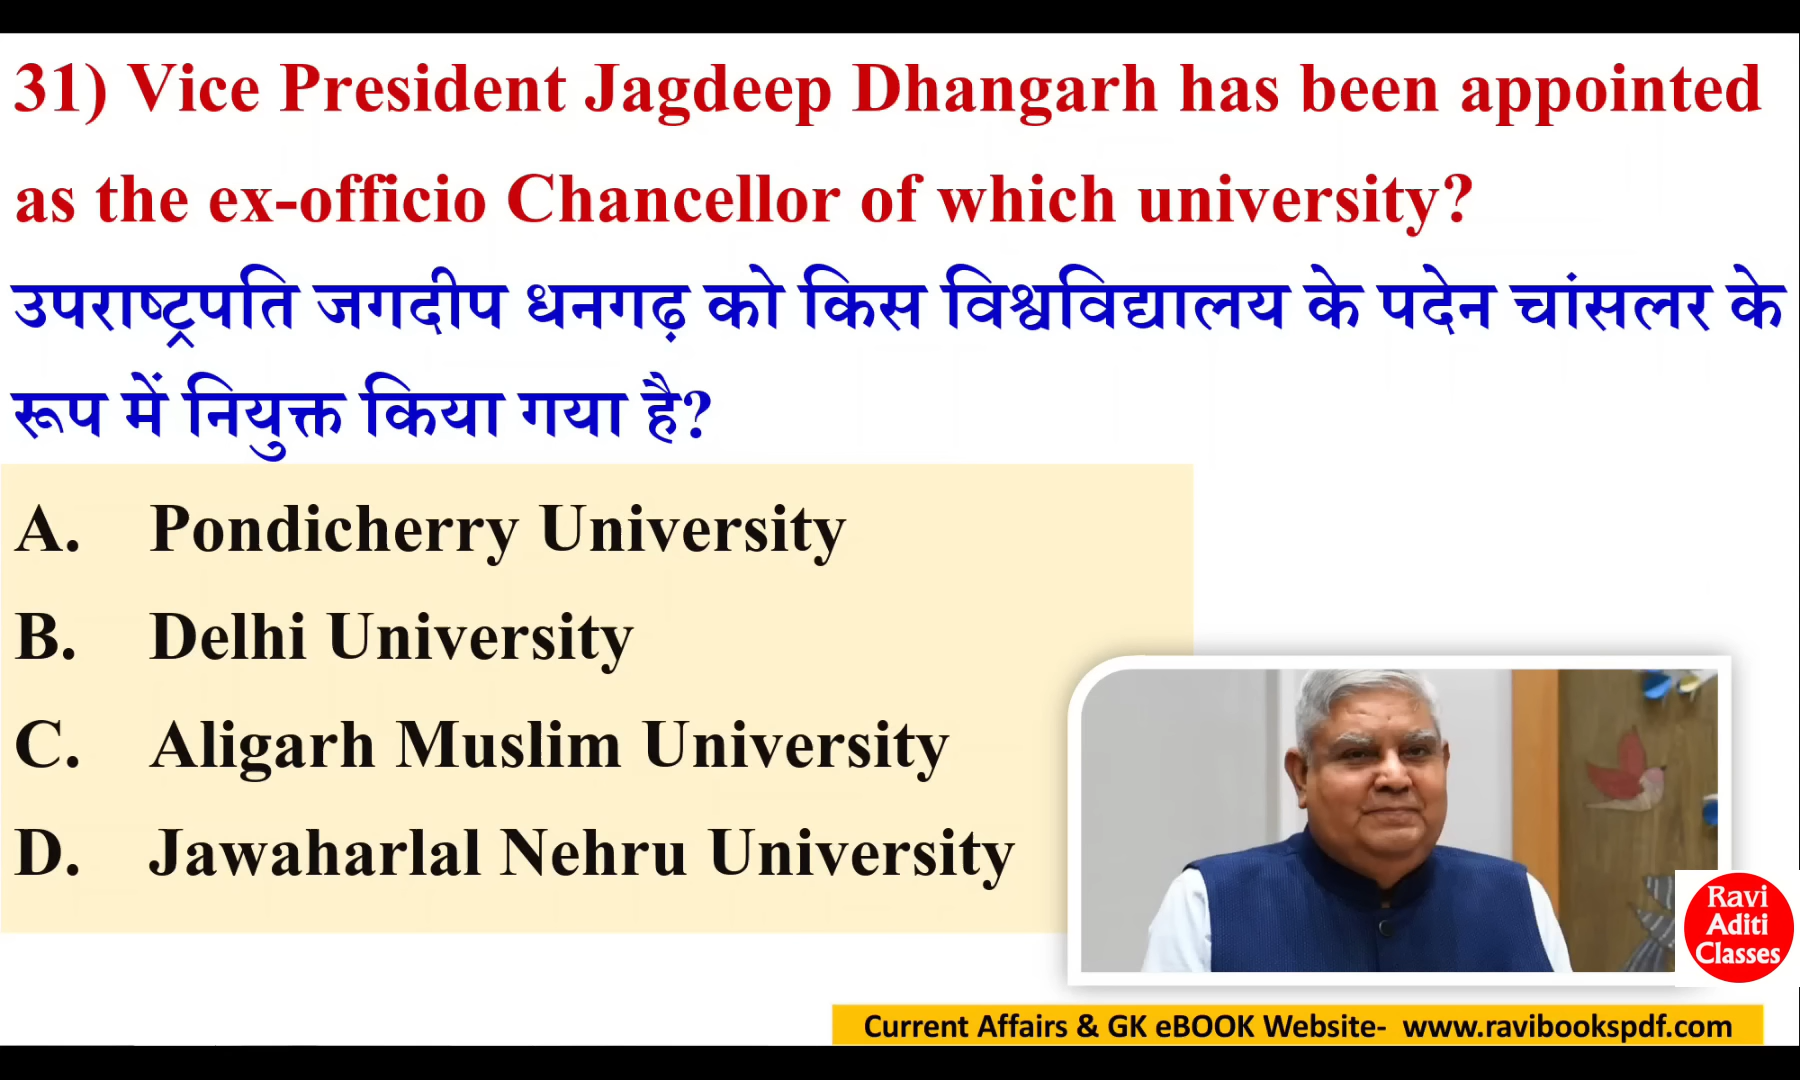 31) Vice President Jagdeep Dhangarh has been appointed
as the ex-officio Chancellor of which university?
उपराष्ट्रपति जगदीप धनगढ़ को किस विश्वविद्यालय के पदेन चांसलर के
रूप में नियुक्त किया गया है?
A. Pondicherry University
B. Delhi University
C. Aligarh Muslim University
D. Jawaharlal Nehru University
Ravi
Aditi
Classes
Current Affairs & GK eBOOK Website- www.ravibookspdf.com